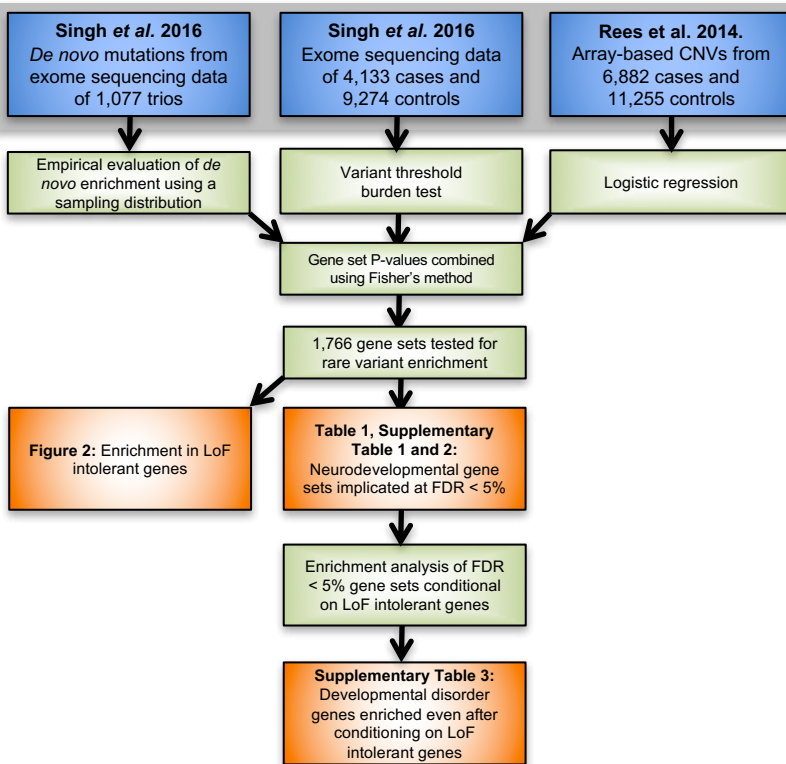 Singh et al. 2016
De novo mutations from
exome sequencing data
of 1,077 trios
Singh et al. 2016
Exome sequencing data
of 4,133 cases and
9,274 controls
Rees et al. 2014.
Array-based CNVs from
6,882 cases and
11,255 controls
Empirical evaluation of de
novo enrichment using a
sampling distribution
Variant threshold
burden test
Logistic regression
Gene set P-values combined
using Fisher's method
1,766 gene sets tested for
rare variant enrichment
Figure 2: Enrichment in LoF
intolerant genes
Table 1, Supplementary
Table 1 and 2:
Neurodevelopmental gene
sets implicated at FDR < 5%
Enrichment analysis of FDR
< 5% gene sets conditional
on LoF intolerant genes
Supplementary Table 3:
Developmental disorder
genes enriched even after
conditioning on LoF
intolerant genes